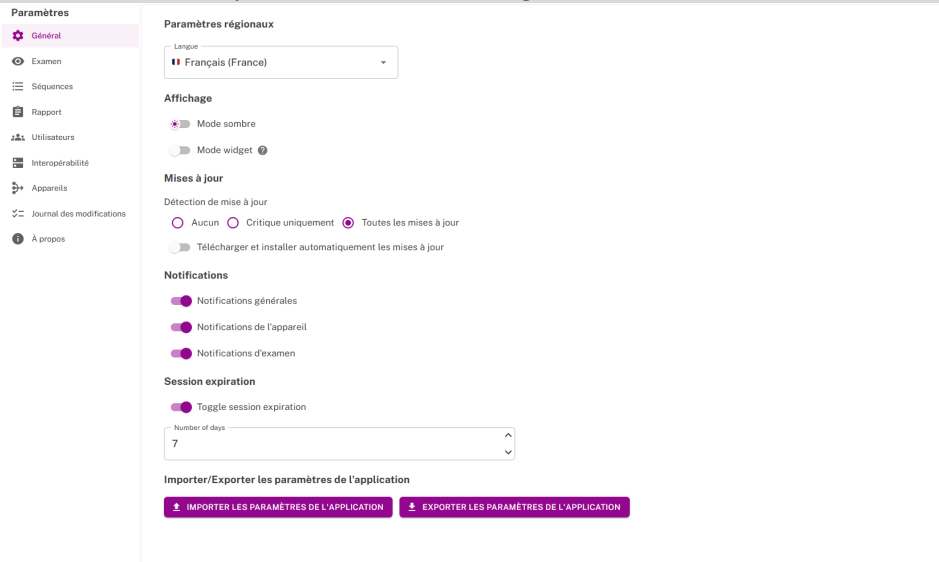 Paramètres
Général
Examen
Séquences
Rapport
Utilisateurs
Interopérabilité
Appareils
Journal des modifications
À propos
Paramètres régionaux
Langue
Français (France)
Affichage
Mode sombre
Mode widget
Mises à jour
Détection de mise à jour
Aucun Critique uniquement Toutes les mises à jour
Télécharger et installer automatiquement les mises à jour
Notifications
Notifications générales
Notifications de l'appareil
Notifications d'examen
Session expiration
Toggle session expiration
Number of days
7
Importer/Exporter les paramètres de l'application
IMPORTER LES PARAMÈTRES DE L'APPLICATION EXPORTER LES PARAMÈTRES DE L'APPLICATION